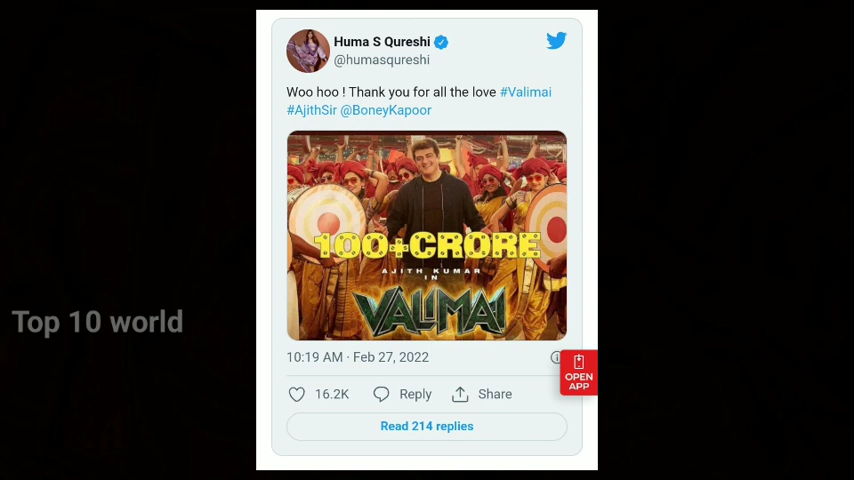 Huma S Qureshi
@humasqureshi
Woo hoo ! Thank you for all the love #Valimai
#AjithSir @BoneyKapoor
100+CRORE
AJITH KUMAR
IN
VALIMAI
Top 10 world
10:19 AM · Feb 27, 2022
OPEN
APP
16.2K Reply Share
Read 214 replies